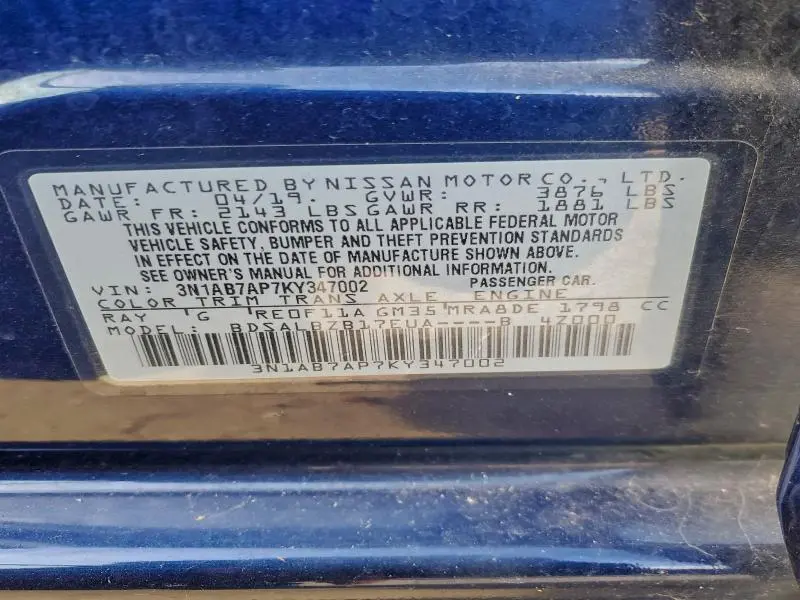 MANUFACTURED BY NISSAN MOTOR CO., LTD.
DATE: 04/19. GVWR: 3876 LBS
GAWR FR: 2143 LBS GAWR RR: 1881 LBS
THIS VEHICLE CONFORMS TO ALL APPLICABLE FEDERAL MOTOR
VEHICLE SAFETY, BUMPER AND THEFT PREVENTION STANDARDS
IN EFFECT ON THE DATE OF MANUFACTURE SHOWN ABOVE.
SEE OWNER'S MANUAL FOR ADDITIONAL INFORMATION.
VIN: 3N1AB7AP7KY347002 PASSENGER CAR.
COLOR TRIM TRANS AXLE ENGINE
RAY G RE0F11A GM35 MRA8DE 1798 CC
MODEL: BDSALBZB17EUA----B 4Z000
3N1AB7AP7KY347002